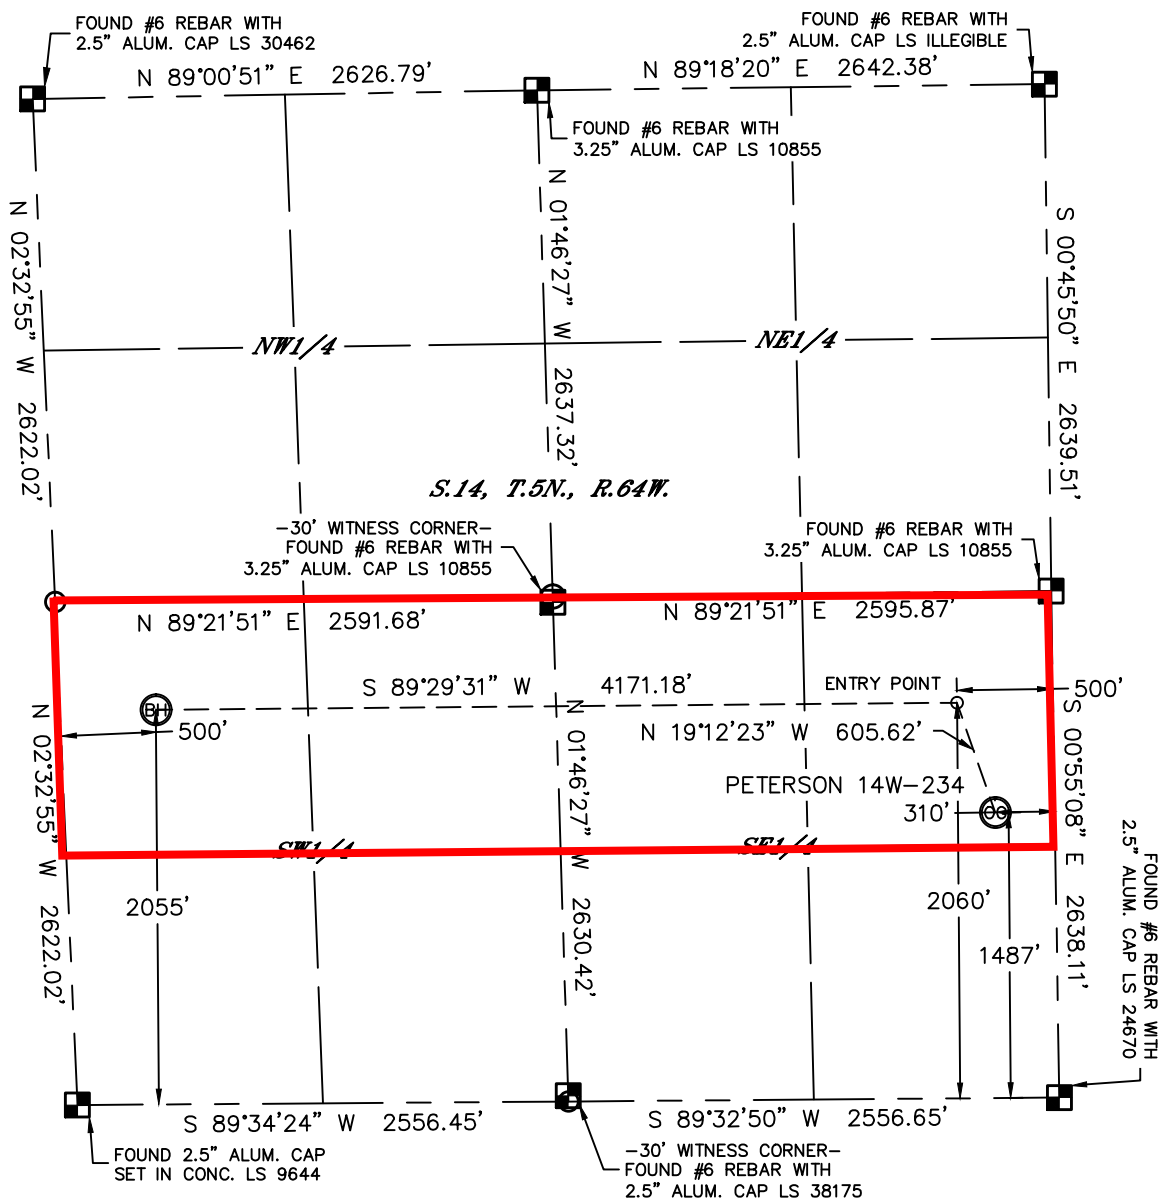 FOUND #6 REBAR WITH
2.5" ALUM. CAP LS 30462
FOUND #6 REBAR WITH
2.5" ALUM. CAP LS ILLEGIBLE
N 89°00'51" E 2626.79'
N 89°18'20" E 2642.38'
FOUND #6 REBAR WITH
3.25" ALUM. CAP LS 10855
N 02°32'55" W 2622.02'
N 01°46'27" W 2637.32'
S 00°45'50" E 2639.51'
NW1/4
NE1/4
S.14, T.5N., R.64W.
-30' WITNESS CORNER-
FOUND #6 REBAR WITH
3.25" ALUM. CAP LS 10855
FOUND #6 REBAR WITH
3.25" ALUM. CAP LS 10855
N 89°21'51" E 2591.68'
N 89°21'51" E 2595.87'
S 89°29'31" W 4171.18'
ENTRY POINT
500'
BH
500'
N 19°12'23" W 605.62'
PETERSON 14W-234
310'
OG
N 02°32'55" W 2622.02'
N 01°46'27" W 2630.42'
S 00°55'08" E 2638.11'
SW1/4
SE1/4
2055'
2060'
1487'
FOUND #6 REBAR WITH
2.5" ALUM. CAP LS 24670
S 89°34'24" W 2556.45'
S 89°32'50" W 2556.65'
FOUND 2.5" ALUM. CAP
SET IN CONC. LS 9644
-30' WITNESS CORNER-
FOUND #6 REBAR WITH
2.5" ALUM. CAP LS 38175